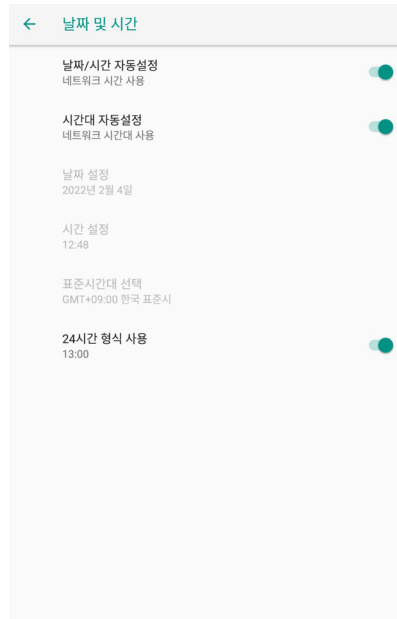 날짜 및 시간
날짜/시간 자동설정
네트워크 시간 사용
시간대 자동설정
네트워크 시간대 사용
날짜 설정
2022년 2월 4일
시간 설정
12:48
표준시간대 선택
GMT+09:00 한국 표준시
24시간 형식 사용
13:00